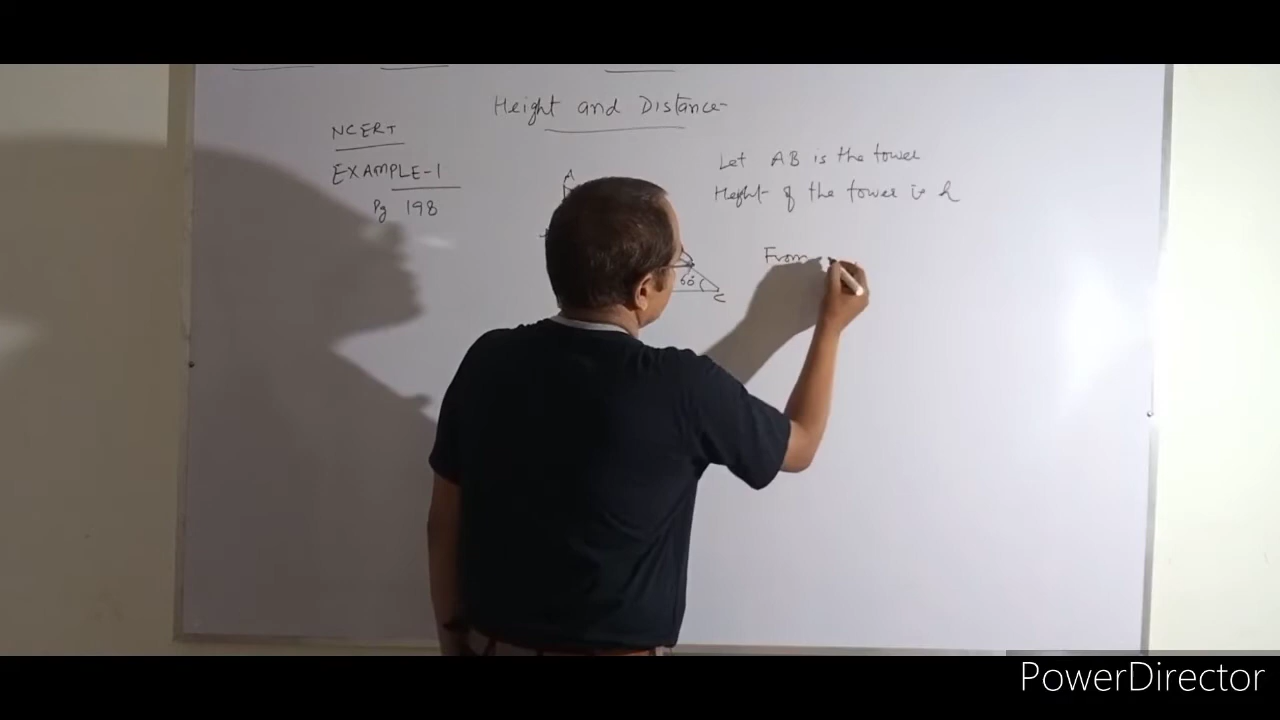 Height and Distance
NCERT
EXAMPLE-1
Pg 198
A
60°
C
Let AB is the tower
Height of the tower is h
From
PowerDirector